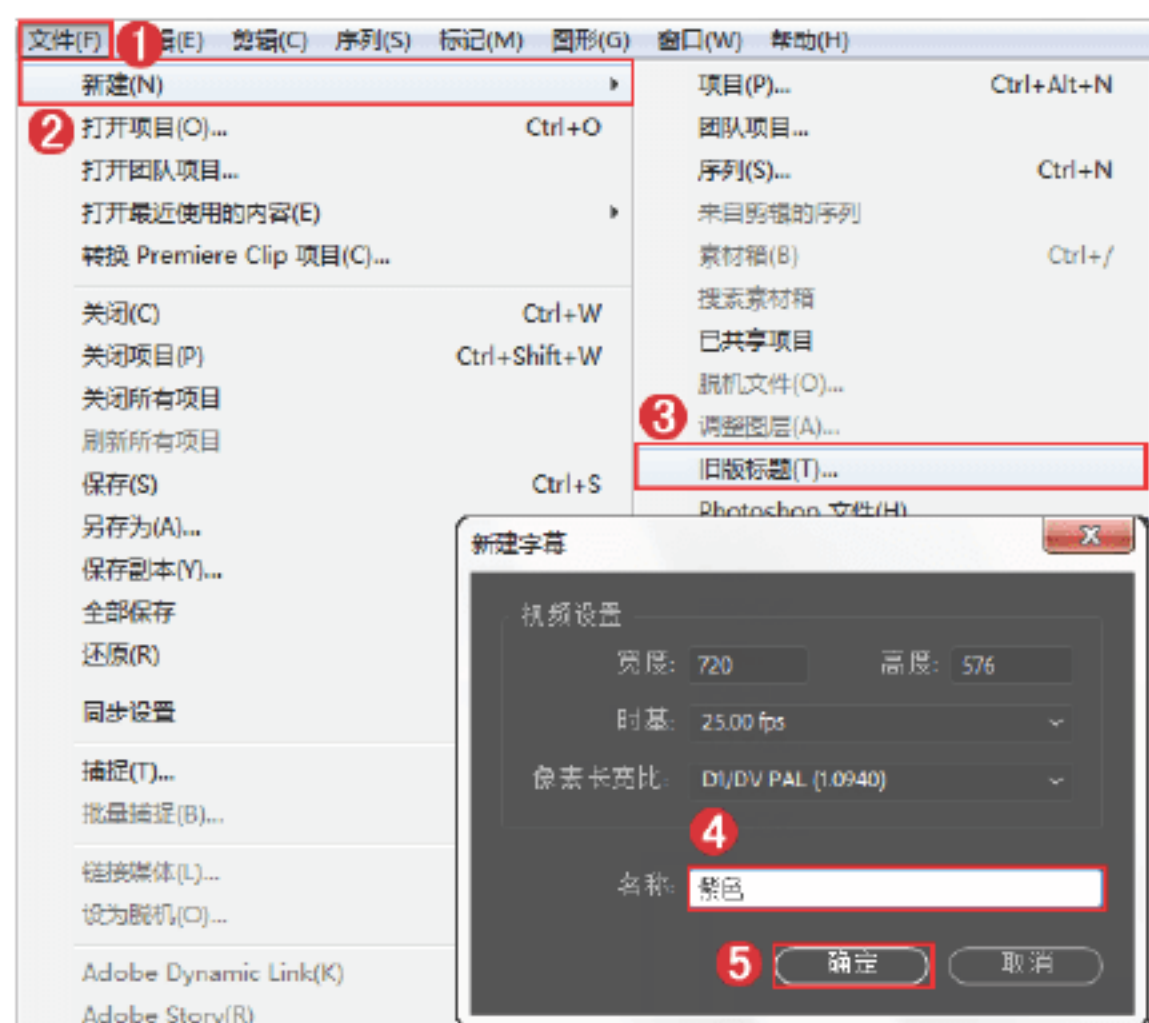 文件(F) 1 辑(E) 剪辑(C) 序列(S) 标记(M) 图形(G) 窗口(W) 帮助(H)
新建(N)
2 打开项目(O)... Ctrl+O
打开团队项目...
打开最近使用的内容(E)
转换 Premiere Clip 项目(C)...
关闭(C) Ctrl+W
关闭项目(P) Ctrl+Shift+W
关闭所有项目
刷新所有项目
保存(S) Ctrl+S
另存为(A)...
保存副本(Y)...
全部保存
还原(R)
同步设置
捕捉(T)...
批量捕捉(B)...
链接媒体(L)...
设为脱机(O)...
Adobe Dynamic Link(K)
Adobe Story(R)
项目(P)... Ctrl+Alt+N
团队项目...
序列(S)... Ctrl+N
来自剪辑的序列
素材箱(B) Ctrl+/
搜索素材箱
已共享项目
脱机文件(O)...
3 调整图层(A)...
旧版标题(T)...
Photoshop 文件(H)
新建字幕 X
视频设置
宽度: 720 高度: 576
时基: 25.00 fps
像素长宽比: D1/DV PAL (1.0940)
4
名称: 紫色
5 确定 取消